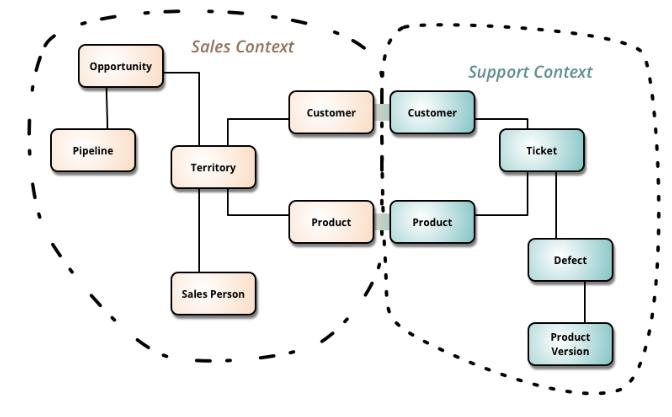 Sales Context
Opportunity
Support Context
Customer
Customer
Pipeline
Ticket
Territory
Product
Product
Defect
Sales Person
Product
Version